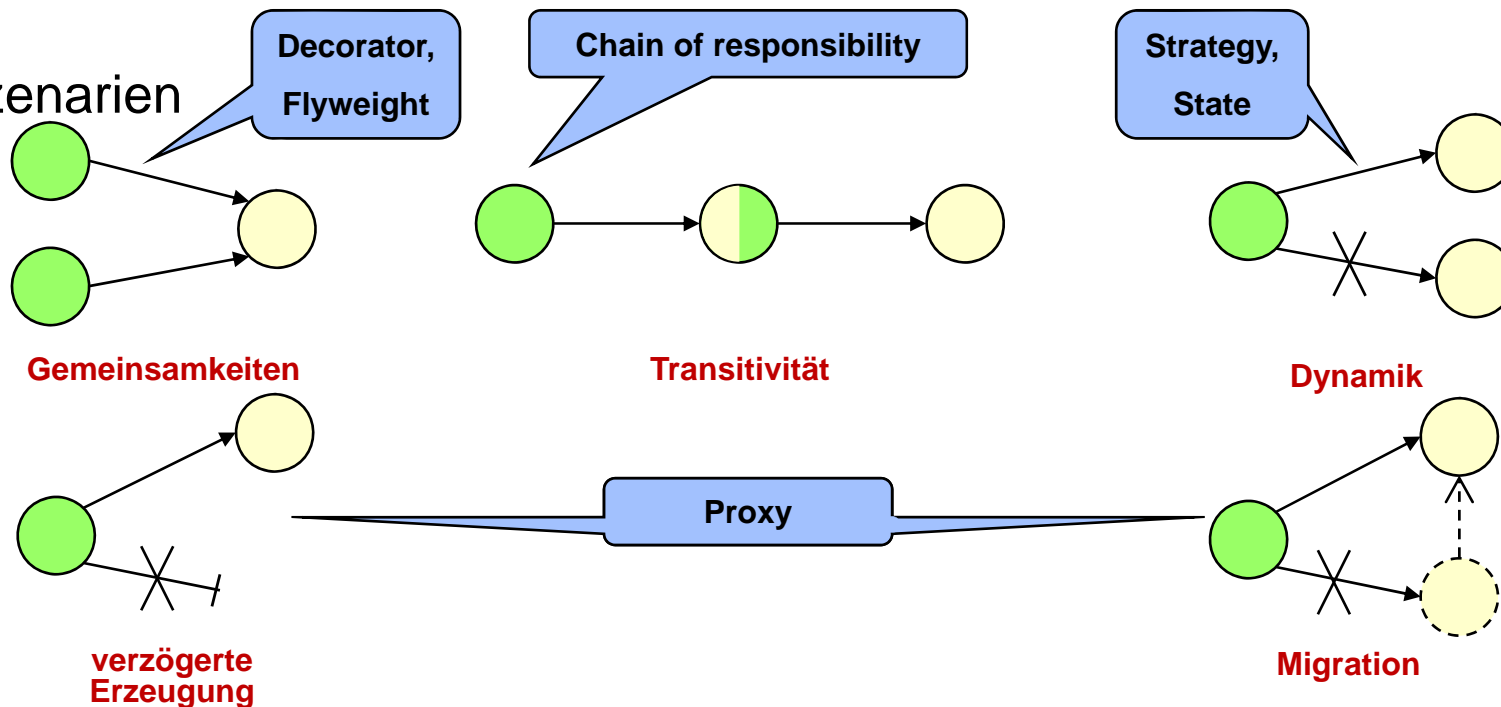 zenarien
Decorator,
Flyweight
Chain of responsibility
Strategy,
State
Gemeinsamkeiten
Transitivität
Dynamik
Proxy
verzögerte
Erzeugung
Migration